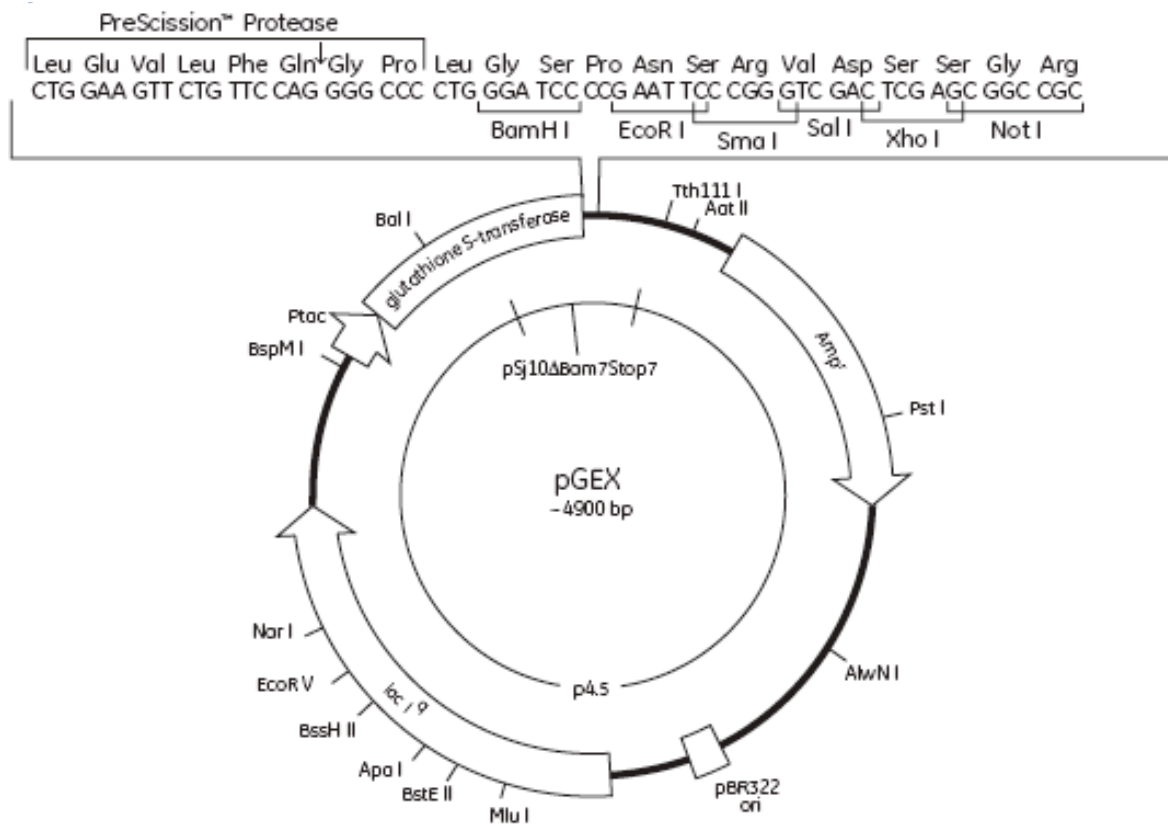 PreScission™ Protease
Leu Glu Val Leu Phe Gln↓Gly Pro Leu Gly Ser Pro Asn Ser Arg Val Asp Ser Ser Gly Arg
CTG GAA GTT CTG TTC CAG GGG CCC CTG GGA TCC CCG GAAT TCC CGG GTC GAC TCG AGC GGC CGC
BamH I EcoR I Sma I Sal I Xho I Not I
Tth111 I
Aat II
Bal I
glutathione S-transferase
Ptac
BspM I
pSj10ΔBam7Stop7
Ampʳ
Pst I
pGEX
~4900 bp
Nar I
EcoR V
BssH II
Apa I
BstE II
Mlu I
lac I q
p4.5
AlwN I
pBR322
ori